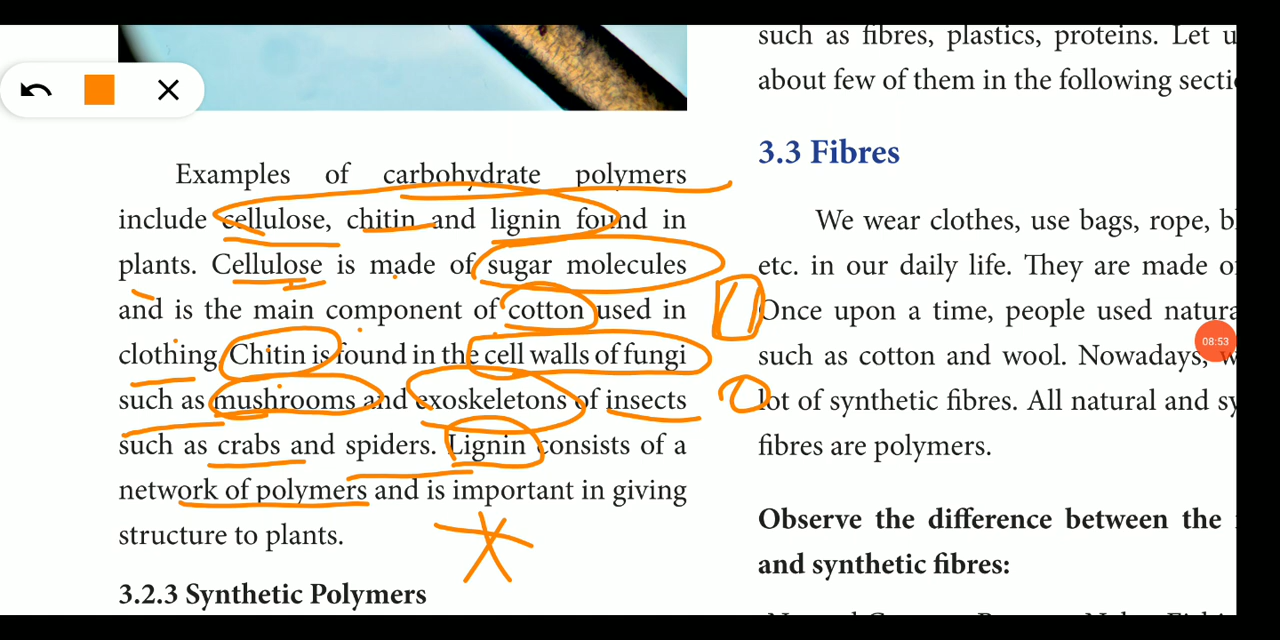 Examples of carbohydrate polymers
include cellulose, chitin and lignin found in
plants. Cellulose is made of sugar molecules
and is the main component of cotton used in
clothing. Chitin is found in the cell walls of fungi
such as mushrooms and exoskeletons of insects
such as crabs and spiders. Lignin consists of a
network of polymers and is important in giving
structure to plants.
3.2.3 Synthetic Polymers
such as fibres, plastics, proteins. Let
about few of them in the following
3.3 Fibres
We wear clothes, use bags, rope,
etc. in our daily life. They are made
Once upon a time, people used
such as cotton and wool. Nowadays,
lot of synthetic fibres. All natural and
fibres are polymers.
Observe the difference between the
and synthetic fibres:
08:53